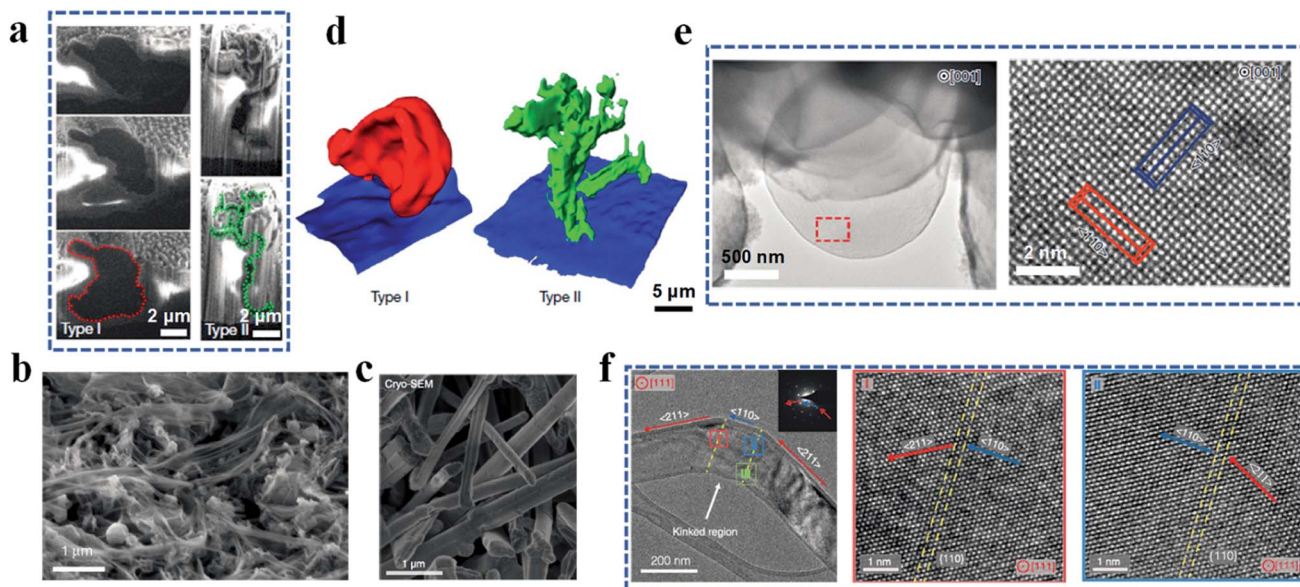 a
Type I
2 μm
Type II
2 μm
d
Type I
Type II
5 μm
e
⊙[001]
500 nm
⊙[001]
<110>
<110>
2 nm
b
1 μm
c
Cryo-SEM
1 μm
f
⊙[111]
<211>
<110>
<211>
I
II
III
Kinked region
200 nm
I
<211>
<110>
1 nm
(110)
⊙[111]
II
<110>
<211>
1 nm
(110)
⊙[111]